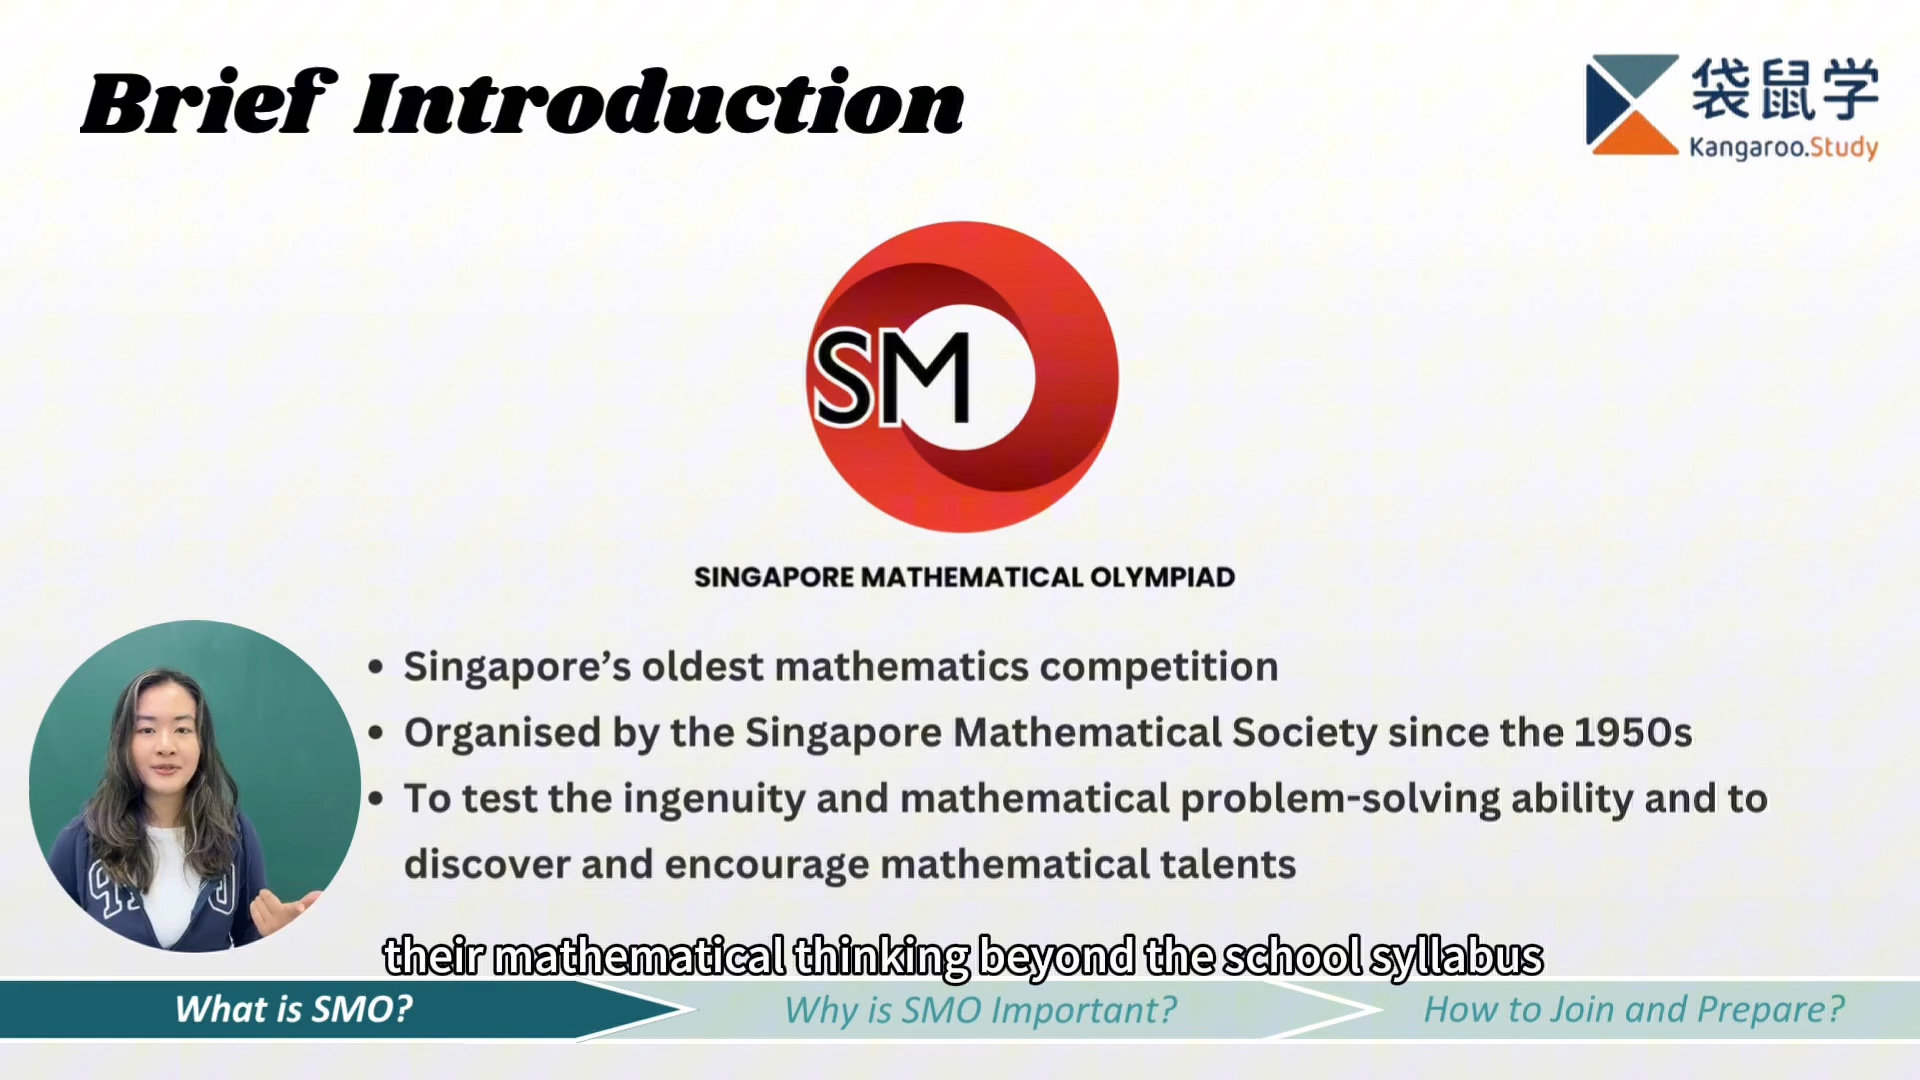 Brief Introduction
袋鼠学
Kangaroo.Study
SM
SINGAPORE MATHEMATICAL OLYMPIAD
• Singapore’s oldest mathematics competition
• Organised by the Singapore Mathematical Society since the 1950s
• To test the ingenuity and mathematical problem-solving ability and to
discover and encourage mathematical talents
their mathematical thinking beyond the school syllabus
What is SMO?
Why is SMO Important?
How to Join and Prepare?